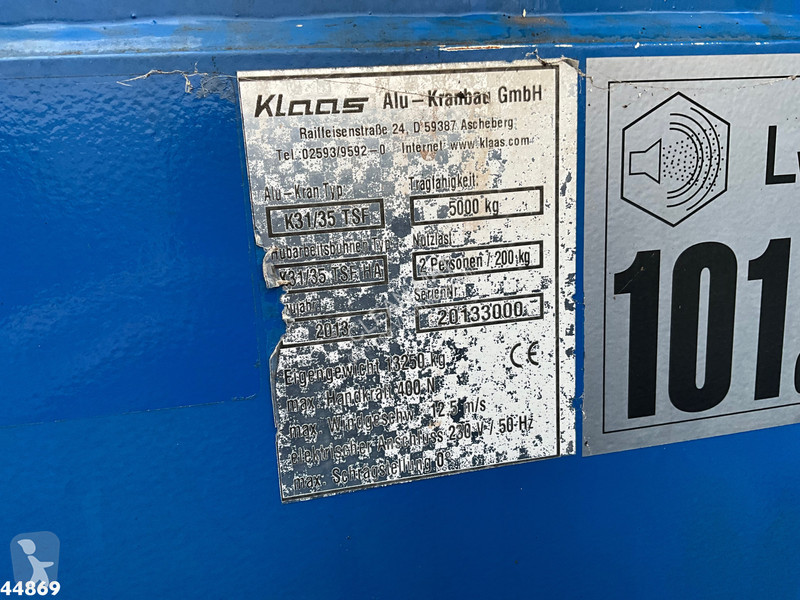 Klaas Alu-Kranbau GmbH
Raiffeisenstraße 24, D 59387 Ascheberg
Tel. 02593/9592-0 Internet: www.klaas.com
Alu-Kran Typ
Tragfähigkeit:
K31/35 TSF
5000 kg
Hubarbeitsbühnen Typ
Nutzlast:
K31/35 TSF HA
2 Personen / 200 kg
Baujahr
SerienNr.:
2013
20133000
Eigengewicht 13250 kg
CE
max. Handkraft 400 N
max. Windgeschw. 12.5 m/s
elektrischer Anschluss 230 V / 50 Hz
max. Schrägstellung
101
44869